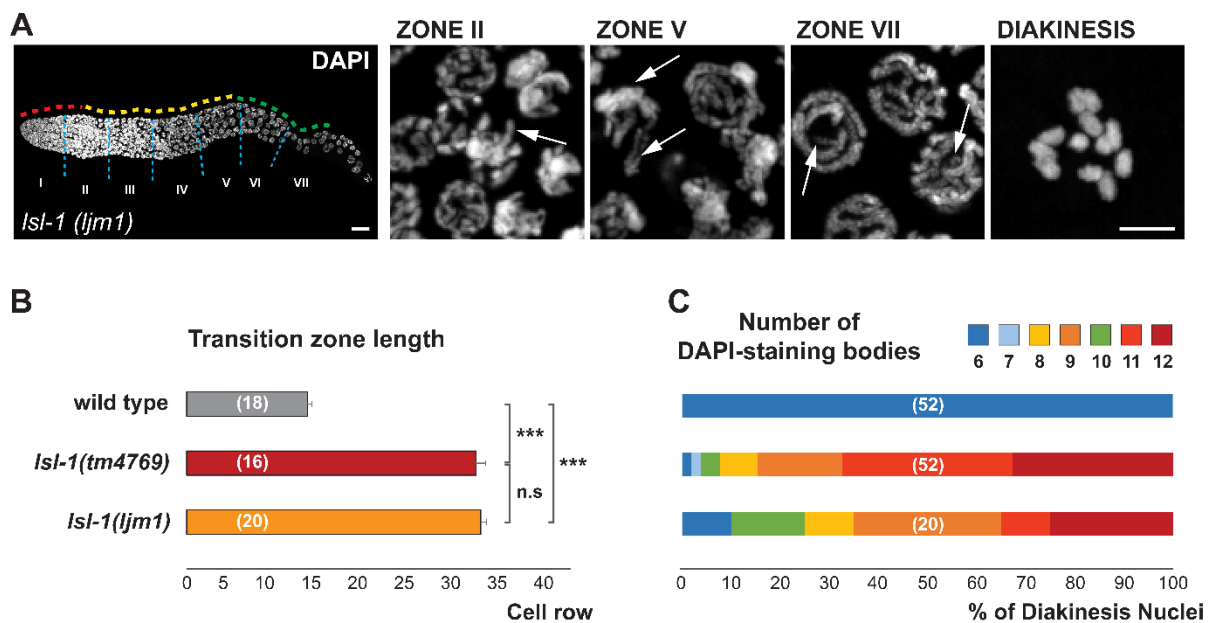 A
DAPI
ZONE II
ZONE V
ZONE VII
DIAKINESIS
I II III IV V VI VII
lsl-1 (ljm1)
B
Transition zone length
wild type
(18)
lsl-1(tm4769)
(16)
lsl-1(ljm1)
(20)
***
n.s
***
0 5 10 15 20 25 30 33 40
Cell row
C
Number of
DAPI-staining bodies
6 7 8 9 10 11 12
(52)
(52)
(20)
0 10 20 30 40 50 60 70 80 90 100
% of Diakinesis Nuclei